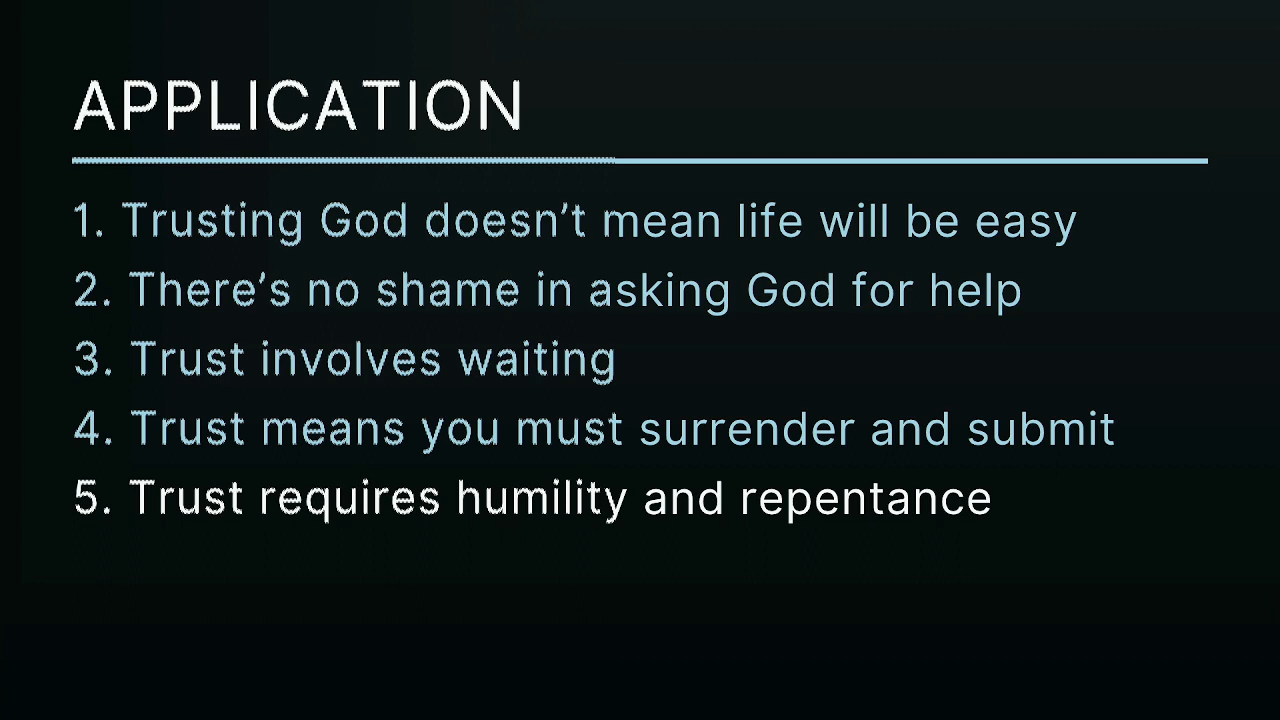 APPLICATION
1. Trusting God doesn’t mean life will be easy
2. There’s no shame in asking God for help
3. Trust involves waiting
4. Trust means you must surrender and submit
5. Trust requires humility and repentance